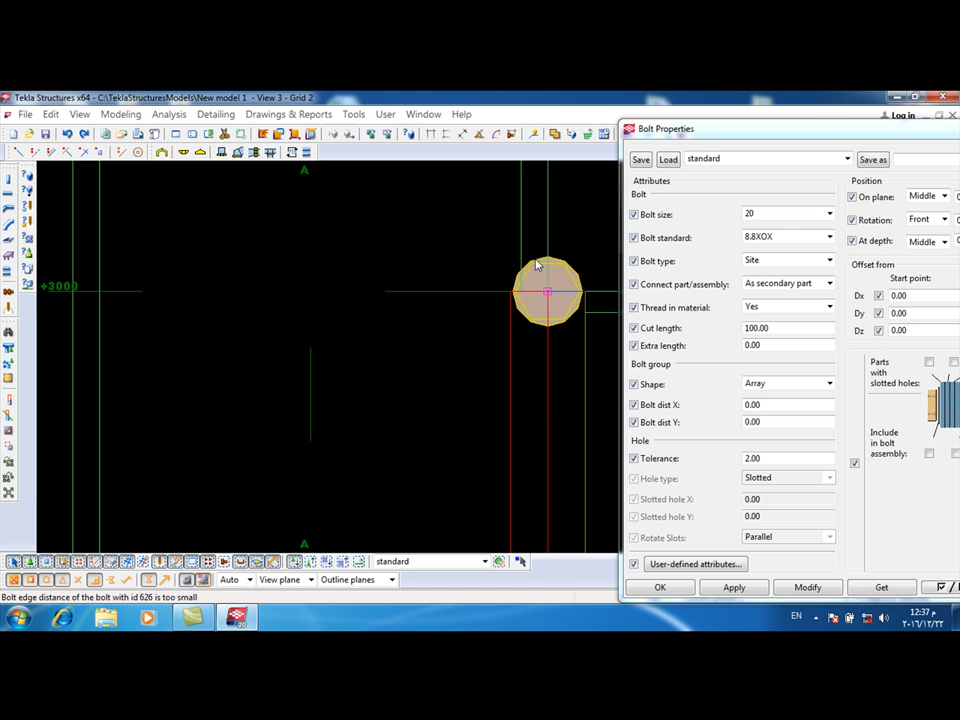 Tekla Structures x64 - C:\TeklaStructuresModels\New model 1 - View 3 - Grid 2
File Edit View Modeling Analysis Detailing Drawings & Reports Tools User Window Help
Log in
Bolt Properties
Save Load standard Save as
Attributes
Position
Bolt
On plane: Middle
Bolt size: 20
Rotation: Front
Bolt standard: 8.8XOX
At depth: Middle
Bolt type: Site
Offset from
Connect part/assembly: As secondary part
Start point:
Dx 0.00
Thread in material: Yes
Dy 0.00
Cut length: 100.00
Dz 0.00
Extra length: 0.00
Bolt group
Parts
with
slotted holes:
Shape: Array
Bolt dist X: 0.00
Bolt dist Y: 0.00
Include
in bolt
assembly:
Hole
Tolerance: 2.00
Hole type: Slotted
Slotted hole X: 0.00
Slotted hole Y: 0.00
Rotate Slots: Parallel
User-defined attributes...
OK Apply Modify Get
A
+3000
A
standard
Auto View plane Outline planes
Bolt edge distance of the bolt with id 626 is too small
20
EN
12:37 م
٢٠١٦/١٢/٢٢